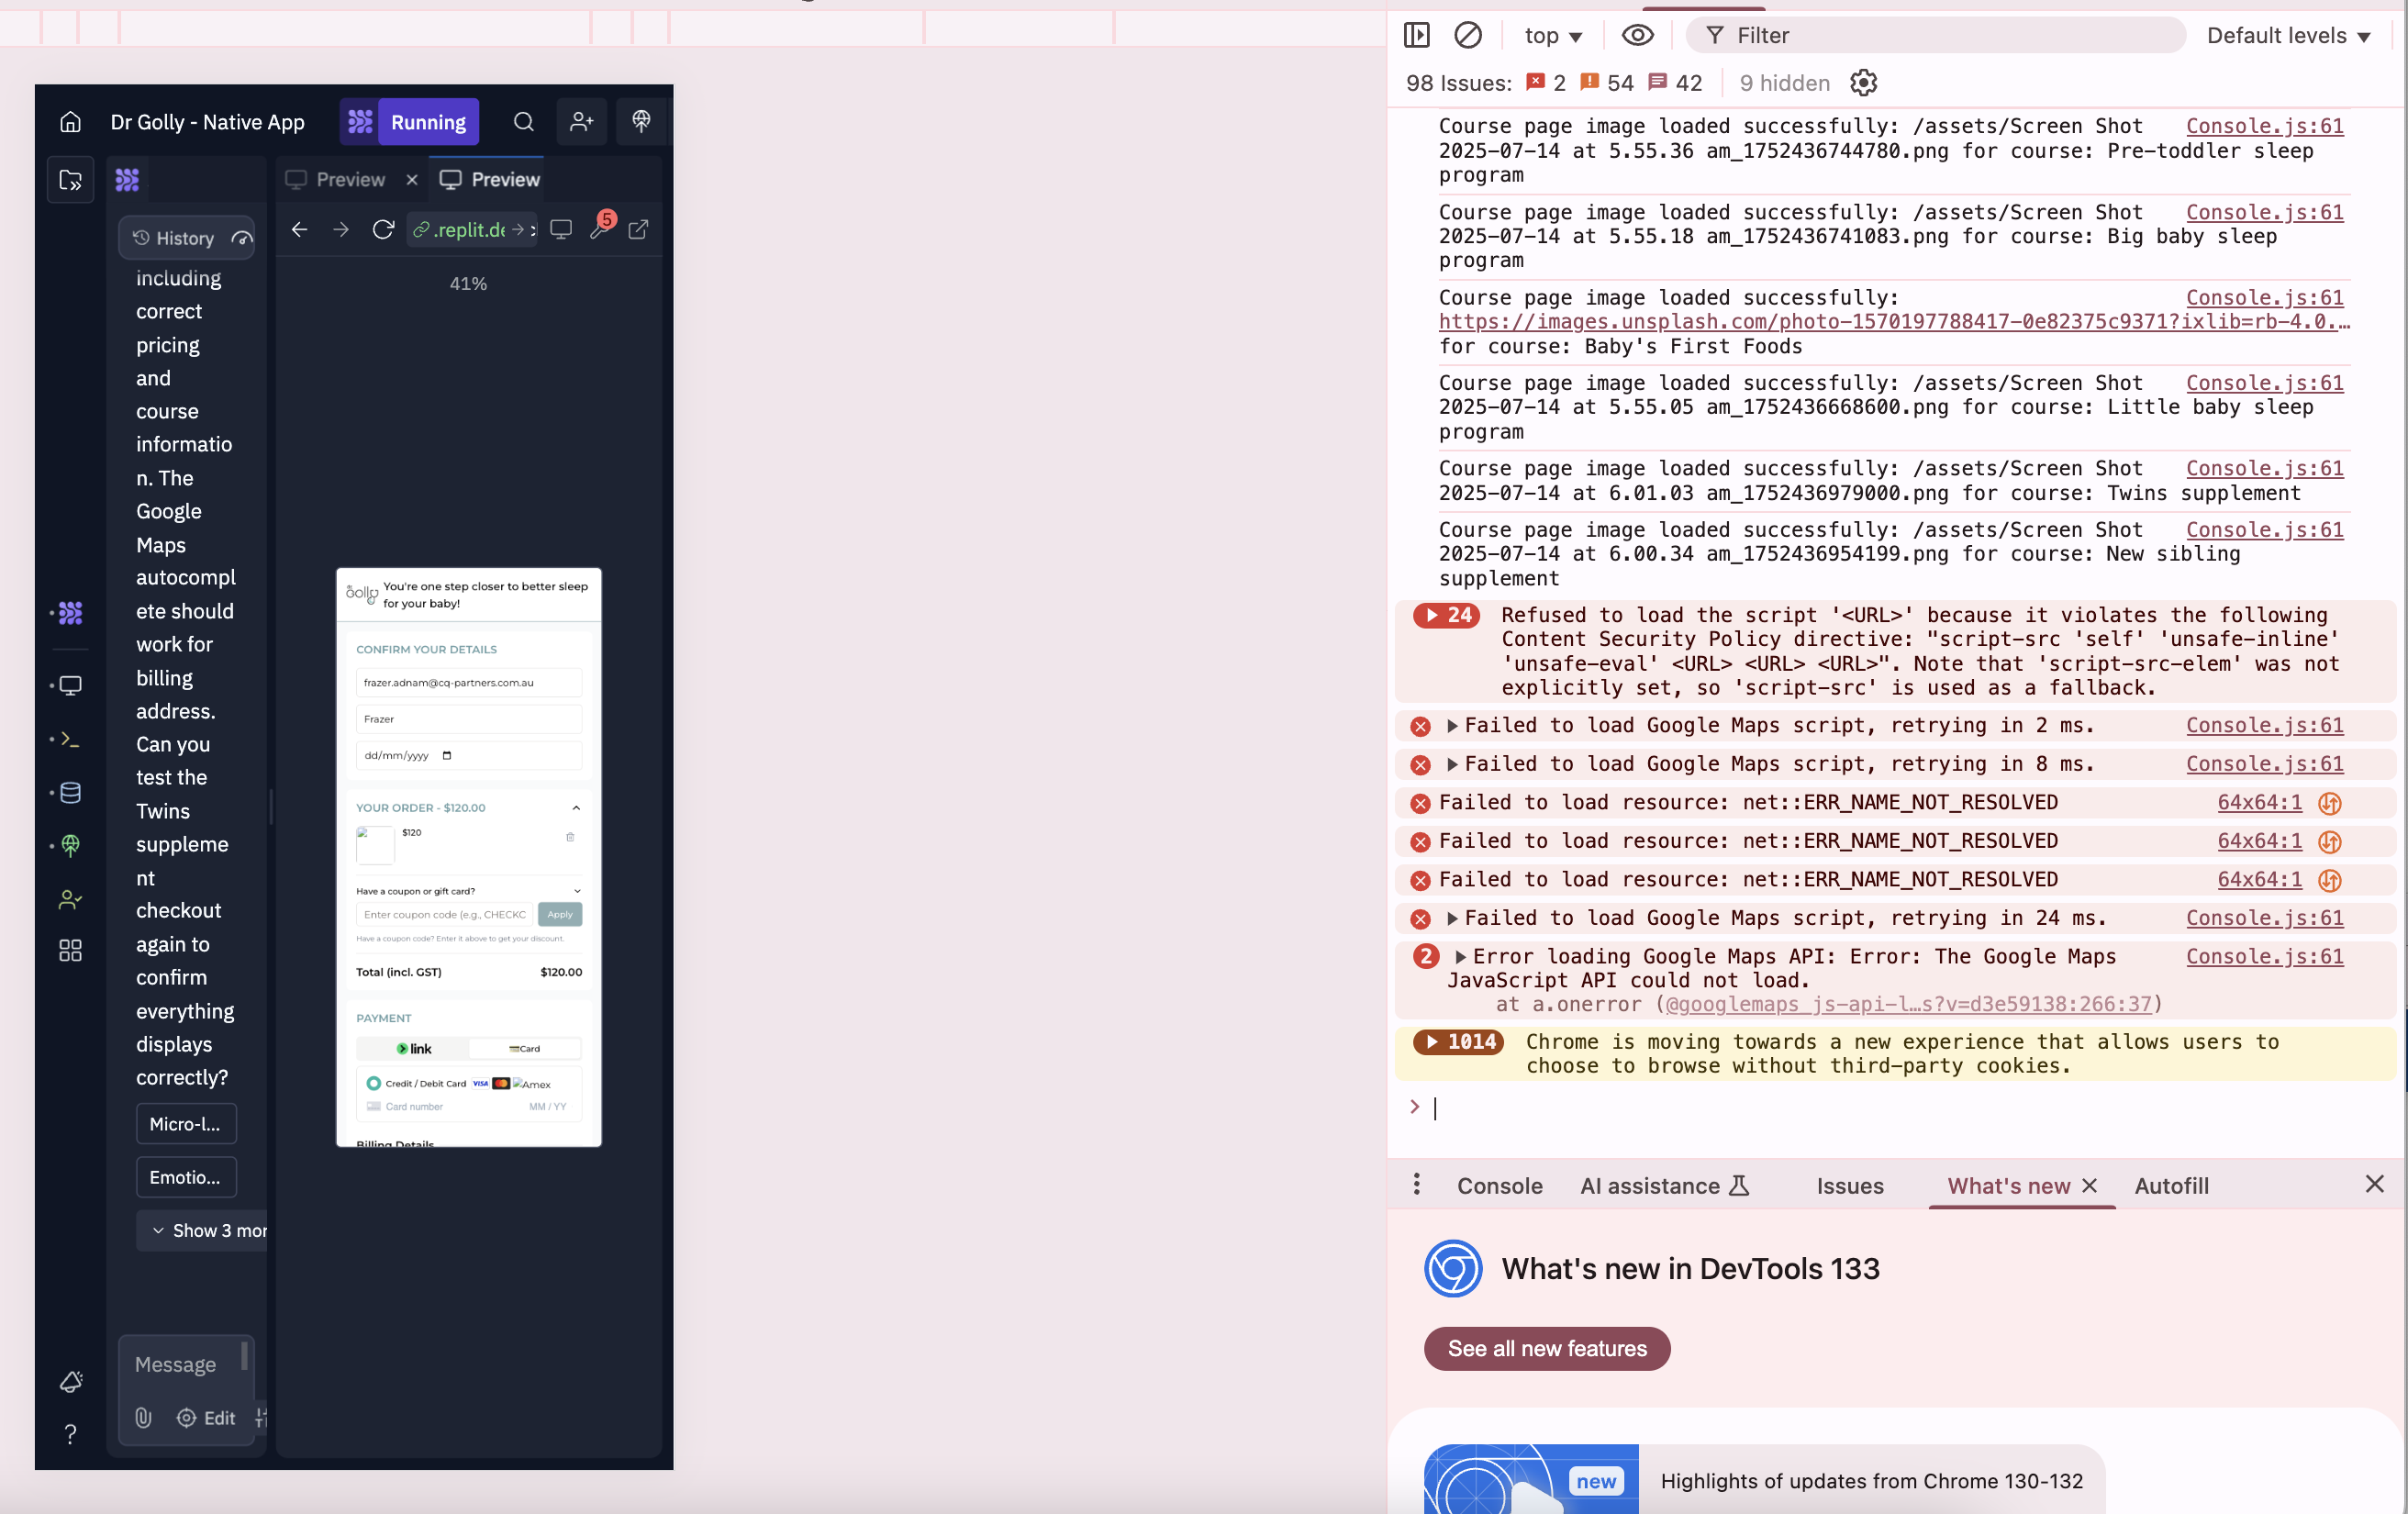 Dr Golly - Native App
Running
Preview
Preview
History
.replit.de
5
41%
including
correct
pricing
and
course
informatio
n. The
Google
Maps
autocompl
ete should
work for
billing
address.
Can you
test the
Twins
suppleme
nt
checkout
again to
confirm
everything
displays
correctly?
Micro-l...
Emotio...
Show 3 mor
Message
Edit
golly
You're one step closer to better sleep
for your baby!
CONFIRM YOUR DETAILS
frazer.adnam@cq-partners.com.au
Frazer
dd/mm/yyyy
YOUR ORDER - $120.00
$120
Have a coupon or gift card?
Enter coupon code (e.g., CHECKC
Apply
Have a coupon code? Enter it above to get your discount.
Total (incl. GST) $120.00
PAYMENT
link
Card
Credit / Debit Card VISA Amex
Card number MM / YY
Billing Details
top
Filter
Default levels
98 Issues: 2 54 42 9 hidden
Course page image loaded successfully: /assets/Screen Shot Console.js:61
2025-07-14 at 5.55.36 am_1752436744780.png for course: Pre-toddler sleep
program
Course page image loaded successfully: /assets/Screen Shot Console.js:61
2025-07-14 at 5.55.18 am_1752436741083.png for course: Big baby sleep
program
Course page image loaded successfully: Console.js:61
https://images.unsplash.com/photo-1570197788417-0e82375c9371?ixlib=rb-4.0.…
for course: Baby's First Foods
Course page image loaded successfully: /assets/Screen Shot Console.js:61
2025-07-14 at 5.55.05 am_1752436668600.png for course: Little baby sleep
program
Course page image loaded successfully: /assets/Screen Shot Console.js:61
2025-07-14 at 6.01.03 am_1752436979000.png for course: Twins supplement
Course page image loaded successfully: /assets/Screen Shot Console.js:61
2025-07-14 at 6.00.34 am_1752436954199.png for course: New sibling
supplement
24 Refused to load the script '<URL>' because it violates the following
Content Security Policy directive: "script-src 'self' 'unsafe-inline'
'unsafe-eval' <URL> <URL> <URL>". Note that 'script-src-elem' was not
explicitly set, so 'script-src' is used as a fallback.
Failed to load Google Maps script, retrying in 2 ms. Console.js:61
Failed to load Google Maps script, retrying in 8 ms. Console.js:61
Failed to load resource: net::ERR_NAME_NOT_RESOLVED 64x64:1
Failed to load resource: net::ERR_NAME_NOT_RESOLVED 64x64:1
Failed to load resource: net::ERR_NAME_NOT_RESOLVED 64x64:1
Failed to load Google Maps script, retrying in 24 ms. Console.js:61
2 Error loading Google Maps API: Error: The Google Maps Console.js:61
JavaScript API could not load.
at a.onerror (@googlemaps_js-api-l…s?v=d3e59138:266:37)
1014 Chrome is moving towards a new experience that allows users to
choose to browse without third-party cookies.
Console
AI assistance
Issues
What's new
Autofill
What's new in DevTools 133
See all new features
new
Highlights of updates from Chrome 130-132